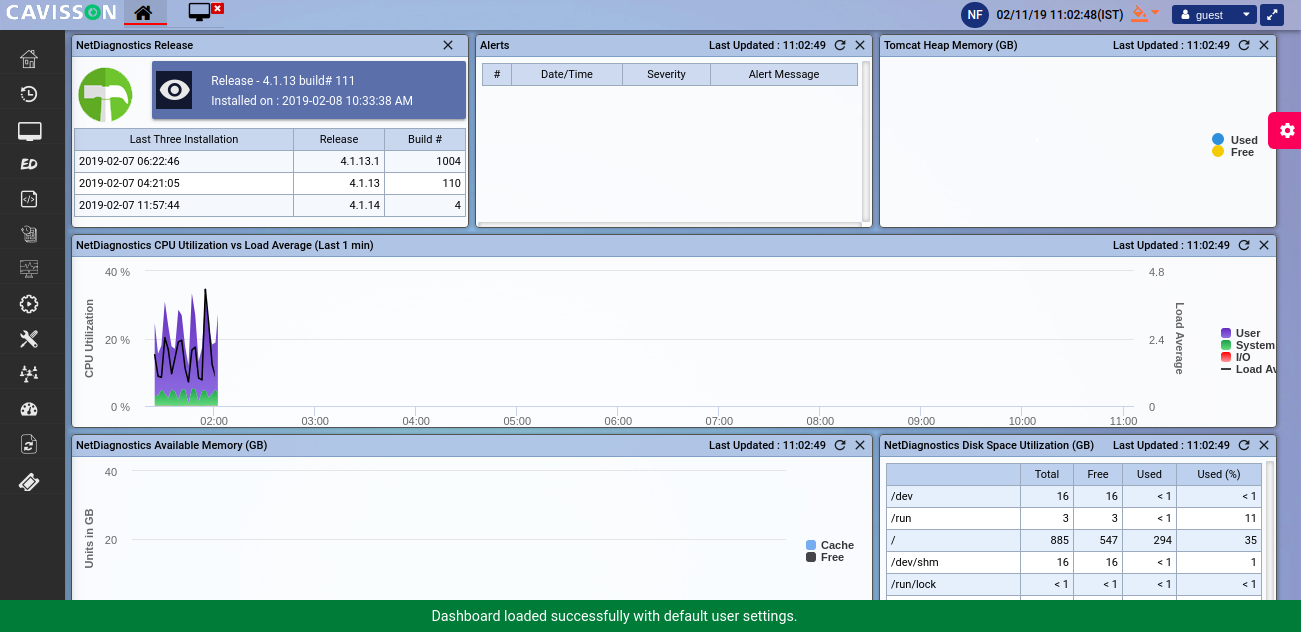 CAVISSON
NF 02/11/19 11:02:48(IST) guest
NetDiagnostics Release
Release - 4.1.13 build# 111
Installed on : 2019-02-08 10:33:38 AM
Last Three Installation Release Build #
2019-02-07 06:22:46 4.1.13.1 1004
2019-02-07 04:21:05 4.1.13 110
2019-02-07 11:57:44 4.1.14 4
Alerts Last Updated : 11:02:49
# Date/Time Severity Alert Message
Tomcat Heap Memory (GB) Last Updated : 11:02:49
Used
Free
ED
NetDiagnostics CPU Utilization vs Load Average (Last 1 min) Last Updated : 11:02:49
CPU Utilization
40 %
20 %
0 %
4.8
2.4
0
Load Average
02:00 03:00 04:00 05:00 06:00 07:00 08:00 09:00 10:00 11:00
User
System
I/O
Load Av
NetDiagnostics Available Memory (GB) Last Updated : 11:02:49
Units in GB
40
20
Cache
Free
NetDiagnostics Disk Space Utilization (GB) Last Updated : 11:02:49
Total Free Used Used (%)
/dev 16 16 < 1 < 1
/run 3 3 < 1 11
/ 885 547 294 35
/dev/shm 16 16 < 1 1
/run/lock < 1 < 1 < 1 < 1
Dashboard loaded successfully with default user settings.